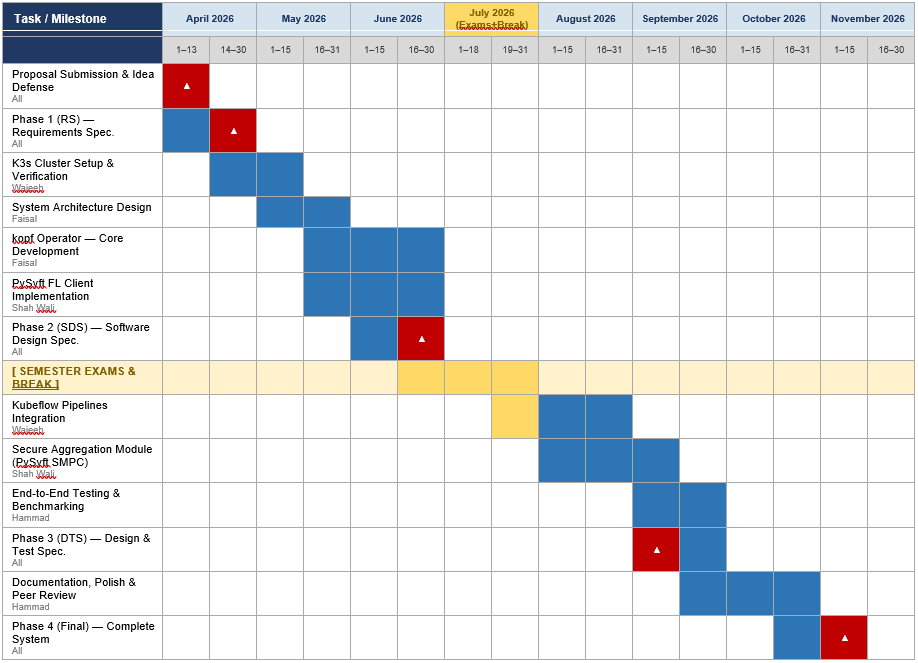 Task / Milestone
April 2026
May 2026
June 2026
July 2026
(Exams+Break)
August 2026
September 2026
October 2026
November 2026
1–13
14–30
1–15
16–31
1–15
16–30
1–18
19–31
1–15
16–31
1–15
16–30
1–15
16–31
1–15
16–30
Proposal Submission & Idea
Defense
All
▲
Phase 1 (RS) —
Requirements Spec.
All
▲
K3s Cluster Setup &
Verification
Wajeeh
System Architecture Design
Faisal
kopf Operator — Core
Development
Faisal
PySyft FL Client
Implementation
Shah Wali
Phase 2 (SDS) — Software
Design Spec.
All
▲
[ SEMESTER EXAMS &
BREAK ]
Kubeflow Pipelines
Integration
Wajeeh
Secure Aggregation Module
(PySyft SMPC)
Shah Wali
End-to-End Testing &
Benchmarking
Hammad
Phase 3 (DTS) — Design &
Test Spec.
All
▲
Documentation, Polish &
Peer Review
Hammad
Phase 4 (Final) — Complete
System
All
▲